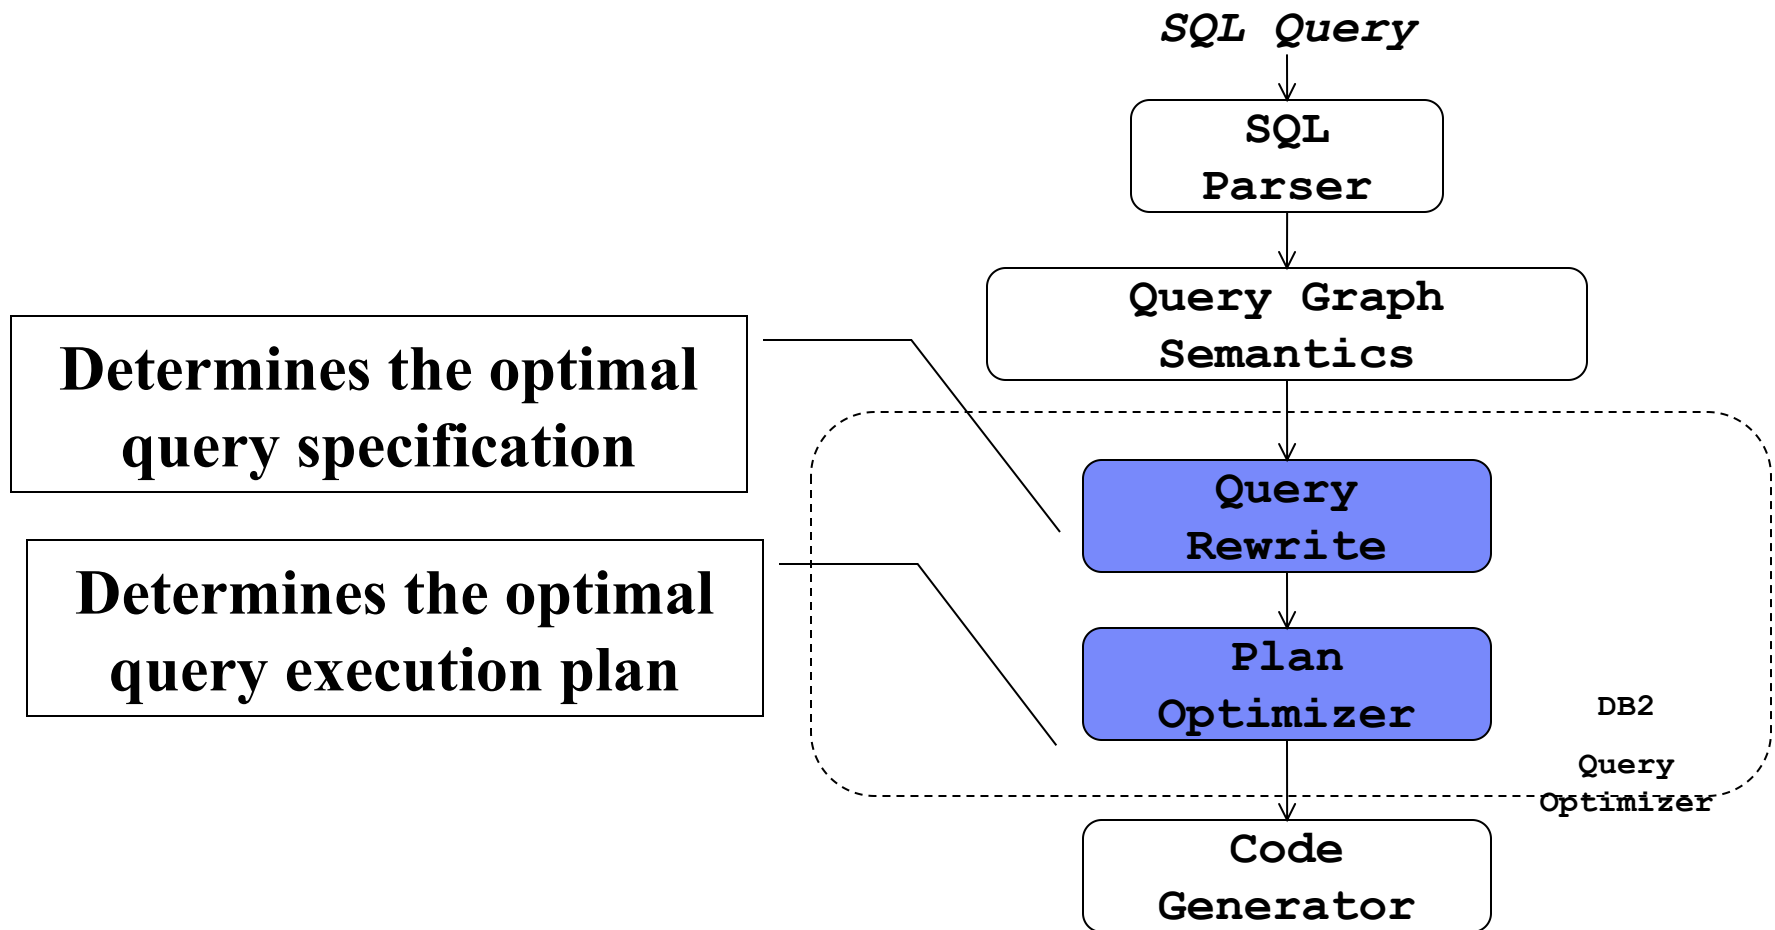 SQL Query
SQL
Parser
Query Graph
Semantics
Determines the optimal
query specification
Query
Rewrite
Determines the optimal
query execution plan
Plan
Optimizer
DB2
Query
Optimizer
Code
Generator